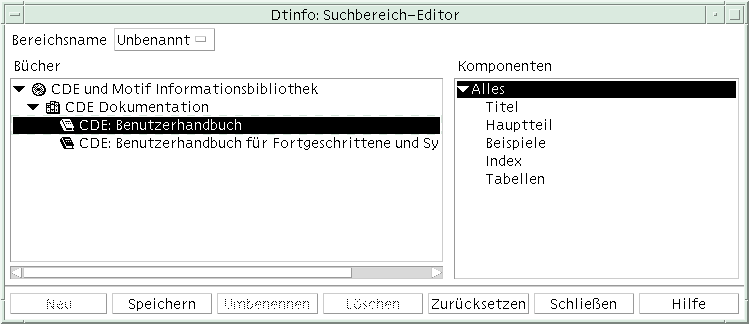 Dtinfo: Suchbereich-Editor
Bereichsname Unbenannt
Bücher
CDE und Motif Informationsbibliothek
CDE Dokumentation
CDE: Benutzerhandbuch
CDE: Benutzerhandbuch für Fortgeschrittene und Sy
Komponenten
Alles
Titel
Hauptteil
Beispiele
Index
Tabellen
Neu Speichern Umbenennen Löschen Zurücksetzen Schließen Hilfe